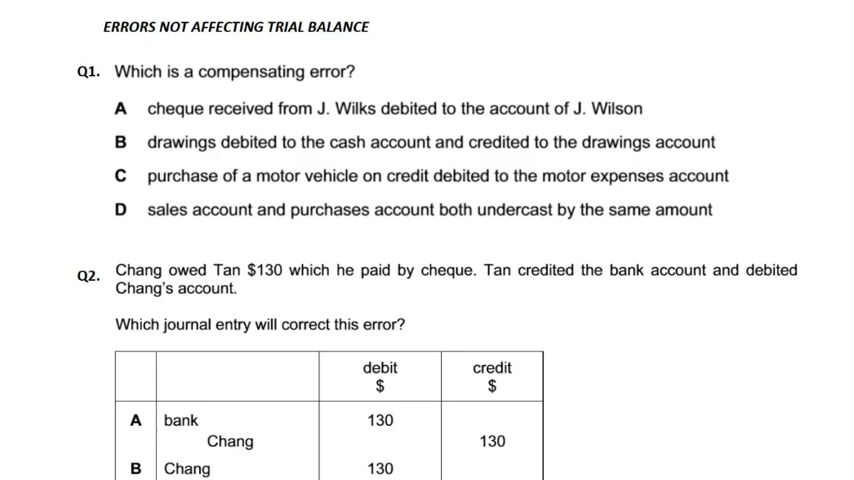 ERRORS NOT AFFECTING TRIAL BALANCE
Q1. Which is a compensating error?
A cheque received from J. Wilks debited to the account of J. Wilson
B drawings debited to the cash account and credited to the drawings account
C purchase of a motor vehicle on credit debited to the motor expenses account
D sales account and purchases account both undercast by the same amount
Q2. Chang owed Tan $130 which he paid by cheque. Tan credited the bank account and debited
Chang's account.
Which journal entry will correct this error?
debit credit
$ $
A bank 130
Chang 130
B Chang 130